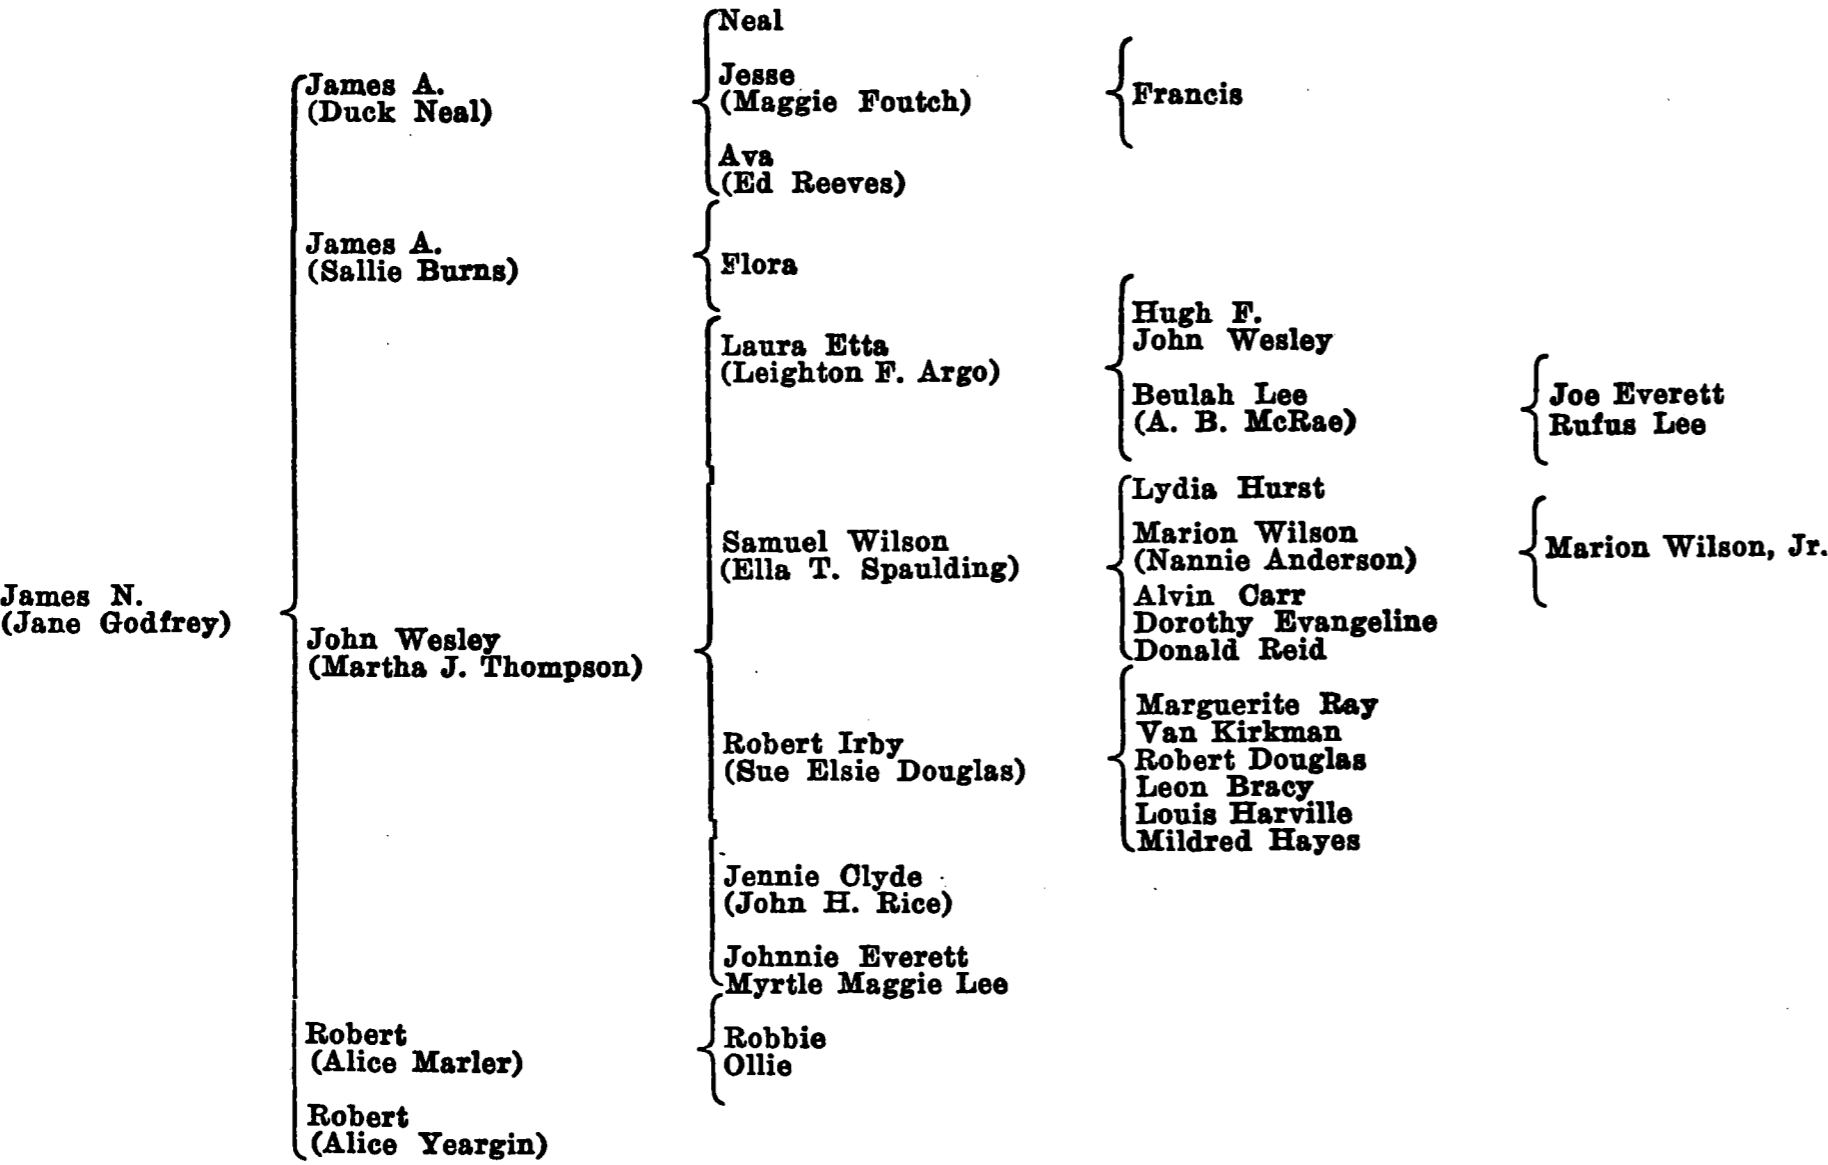 James N.
(Jane Godfrey)
James A.
(Duck Neal)
James A.
(Sallie Burns)
John Wesley
(Martha J. Thompson)
Robert
(Alice Marler)
Robert
(Alice Yeargin)
Neal
Jesse
(Maggie Foutch)
Ava
(Ed Reeves)
Flora
Laura Etta
(Leighton F. Argo)
Samuel Wilson
(Ella T. Spaulding)
Robert Irby
(Sue Elsie Douglas)
Jennie Clyde
(John H. Rice)
Johnnie Everett
Myrtle Maggie Lee
Robbie
Ollie
Francis
Hugh F.
John Wesley
Beulah Lee
(A. B. McRae)
Lydia Hurst
Marion Wilson
(Nannie Anderson)
Alvin Carr
Dorothy Evangeline
Donald Reid
Marguerite Ray
Van Kirkman
Robert Douglas
Leon Bracy
Louis Harville
Mildred Hayes
Joe Everett
Rufus Lee
Marion Wilson, Jr.